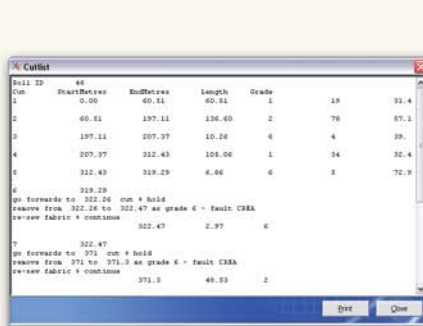 Cutlist
Roll ID 48
Cut StartMetres EndMetres Length Grade
1 0.00 60.51 60.51 1 19 31.4
2 60.51 197.11 136.60 2 78 57.1
3 197.11 207.37 10.26 6 4 39.
4 207.37 312.43 105.06 1 34 32.4
5 312.43 319.29 6.86 6 5 72.9
6 319.29
go forwards to 322.26 cut + hold
remove from 322.26 to 322.47 as grade 6 - fault CREA
re-sew fabric + continue
322.47 2.97 6
7 322.47
go forwards to 371 cut + hold
remove from 371 to 371.3 as grade 6 - fault CREA
re-sew fabric + continue
371.3 48.53 2
Print Close